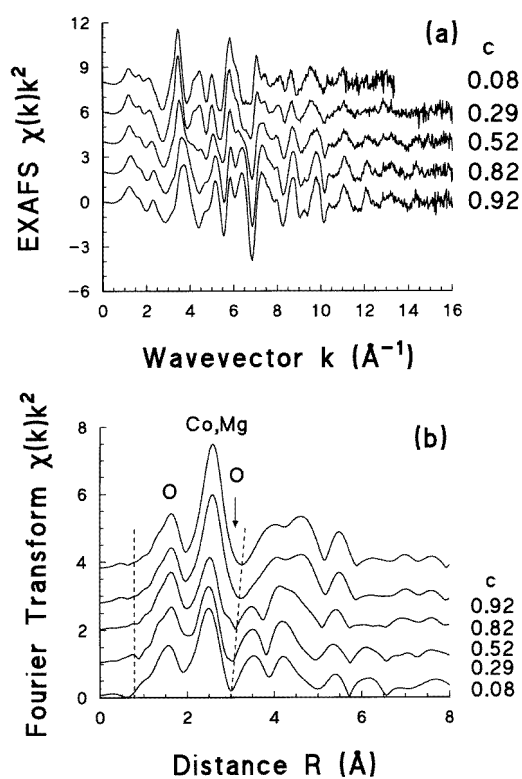 (a)
c
0.08
0.29
0.52
0.82
0.92
12
9
6
3
0
-3
-6
EXAFS χ(k)k²
0 2 4 6 8 10 12 14 16
Wavevector k (Å⁻¹)
(b)
Co,Mg
O
O
8
6
4
2
0
Fourier Transform χ(k)k²
c
0.92
0.82
0.52
0.29
0.08
0 2 4 6 8
Distance R (Å)